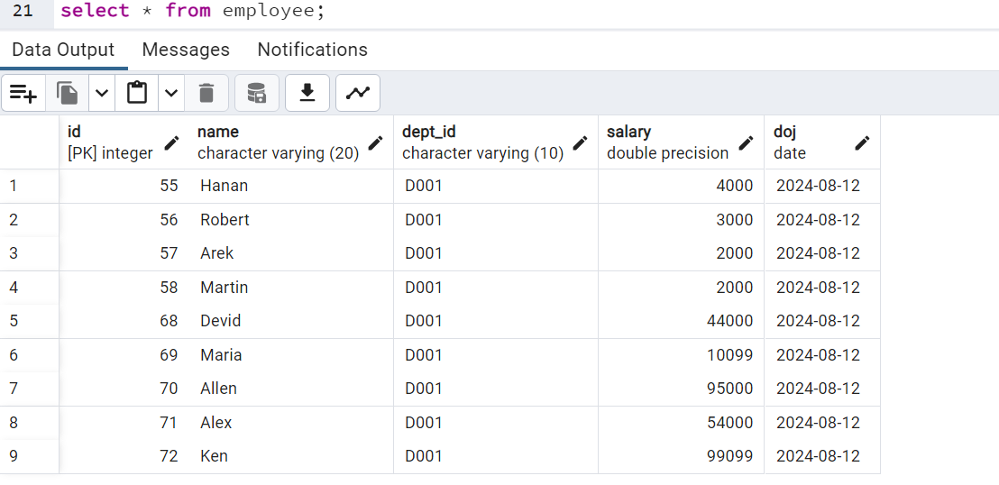 21 select * from employee;
Data Output Messages Notifications
id name dept_id salary doj
[PK] integer character varying (20) character varying (10) double precision date
1 55 Hanan D001 4000 2024-08-12
2 56 Robert D001 3000 2024-08-12
3 57 Arek D001 2000 2024-08-12
4 58 Martin D001 2000 2024-08-12
5 68 Devid D001 44000 2024-08-12
6 69 Maria D001 10099 2024-08-12
7 70 Allen D001 95000 2024-08-12
8 71 Alex D001 54000 2024-08-12
9 72 Ken D001 99099 2024-08-12